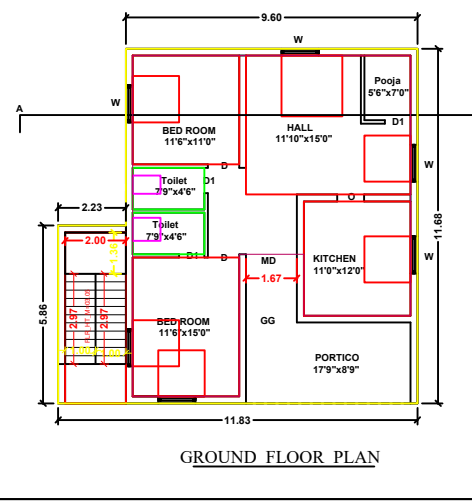 9.60
W
Pooja
5'6"x7'0"
A
W
BED ROOM
11'6"x11'0"
HALL
11'10"x15'0"
D1
D
W
Toilet
7'9"x4'6"
D1
O
2.23
Toilet
7'9"x4'6"
11.68
2.00
1.36
KITCHEN
11'0"x12'0"
W
D1
D
MD
1.67
5.86
2.97
2.97
GG
BED ROOM
11'6"x15'0"
PORTICO
17'9"x8'9"
11.83
GROUND FLOOR PLAN